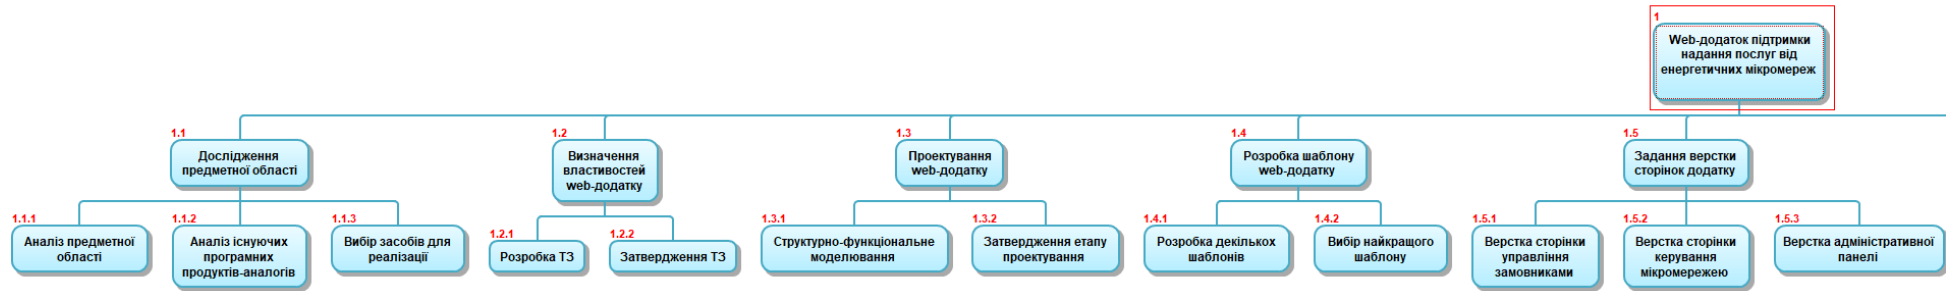 1
Web-додаток підтримки
надання послуг від
енергетичних мікромереж
1.1
Дослідження
предметної області
1.2
Визначення
властивостей
web-додатку
1.3
Проектування
web-додатку
1.4
Розробка шаблону
web-додатку
1.5
Задання верстки
сторінок додатку
1.1.1
Аналіз предметної
області
1.1.2
Аналіз існуючих
програмних
продуктів-аналогів
1.1.3
Вибір засобів для
реалізації
1.2.1
Розробка ТЗ
1.2.2
Затвердження ТЗ
1.3.1
Структурно-функціональне
моделювання
1.3.2
Затвердження етапу
проектування
1.4.1
Розробка декількох
шаблонів
1.4.2
Вибір найкращого
шаблону
1.5.1
Верстка сторінки
управління
замовниками
1.5.2
Верстка сторінки
керування
мікромережею
1.5.3
Верстка адміністративної
панелі